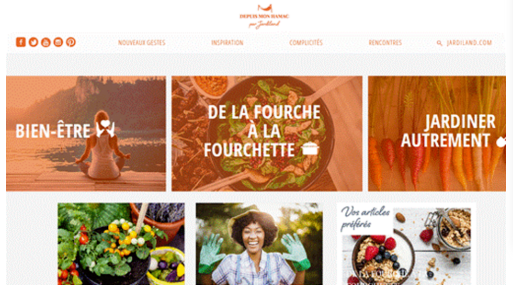 DEPUIS MON HAMAC
par Jardiland
NOUVEAUX GESTES
INSPIRATION
COMPLICITÉS
RENCONTRES
JARDILAND.COM
BIEN-ÊTRE
DE LA FOURCHE
À LA
FOURCHETTE
JARDINER
AUTREMENT
Vos articles
préférés